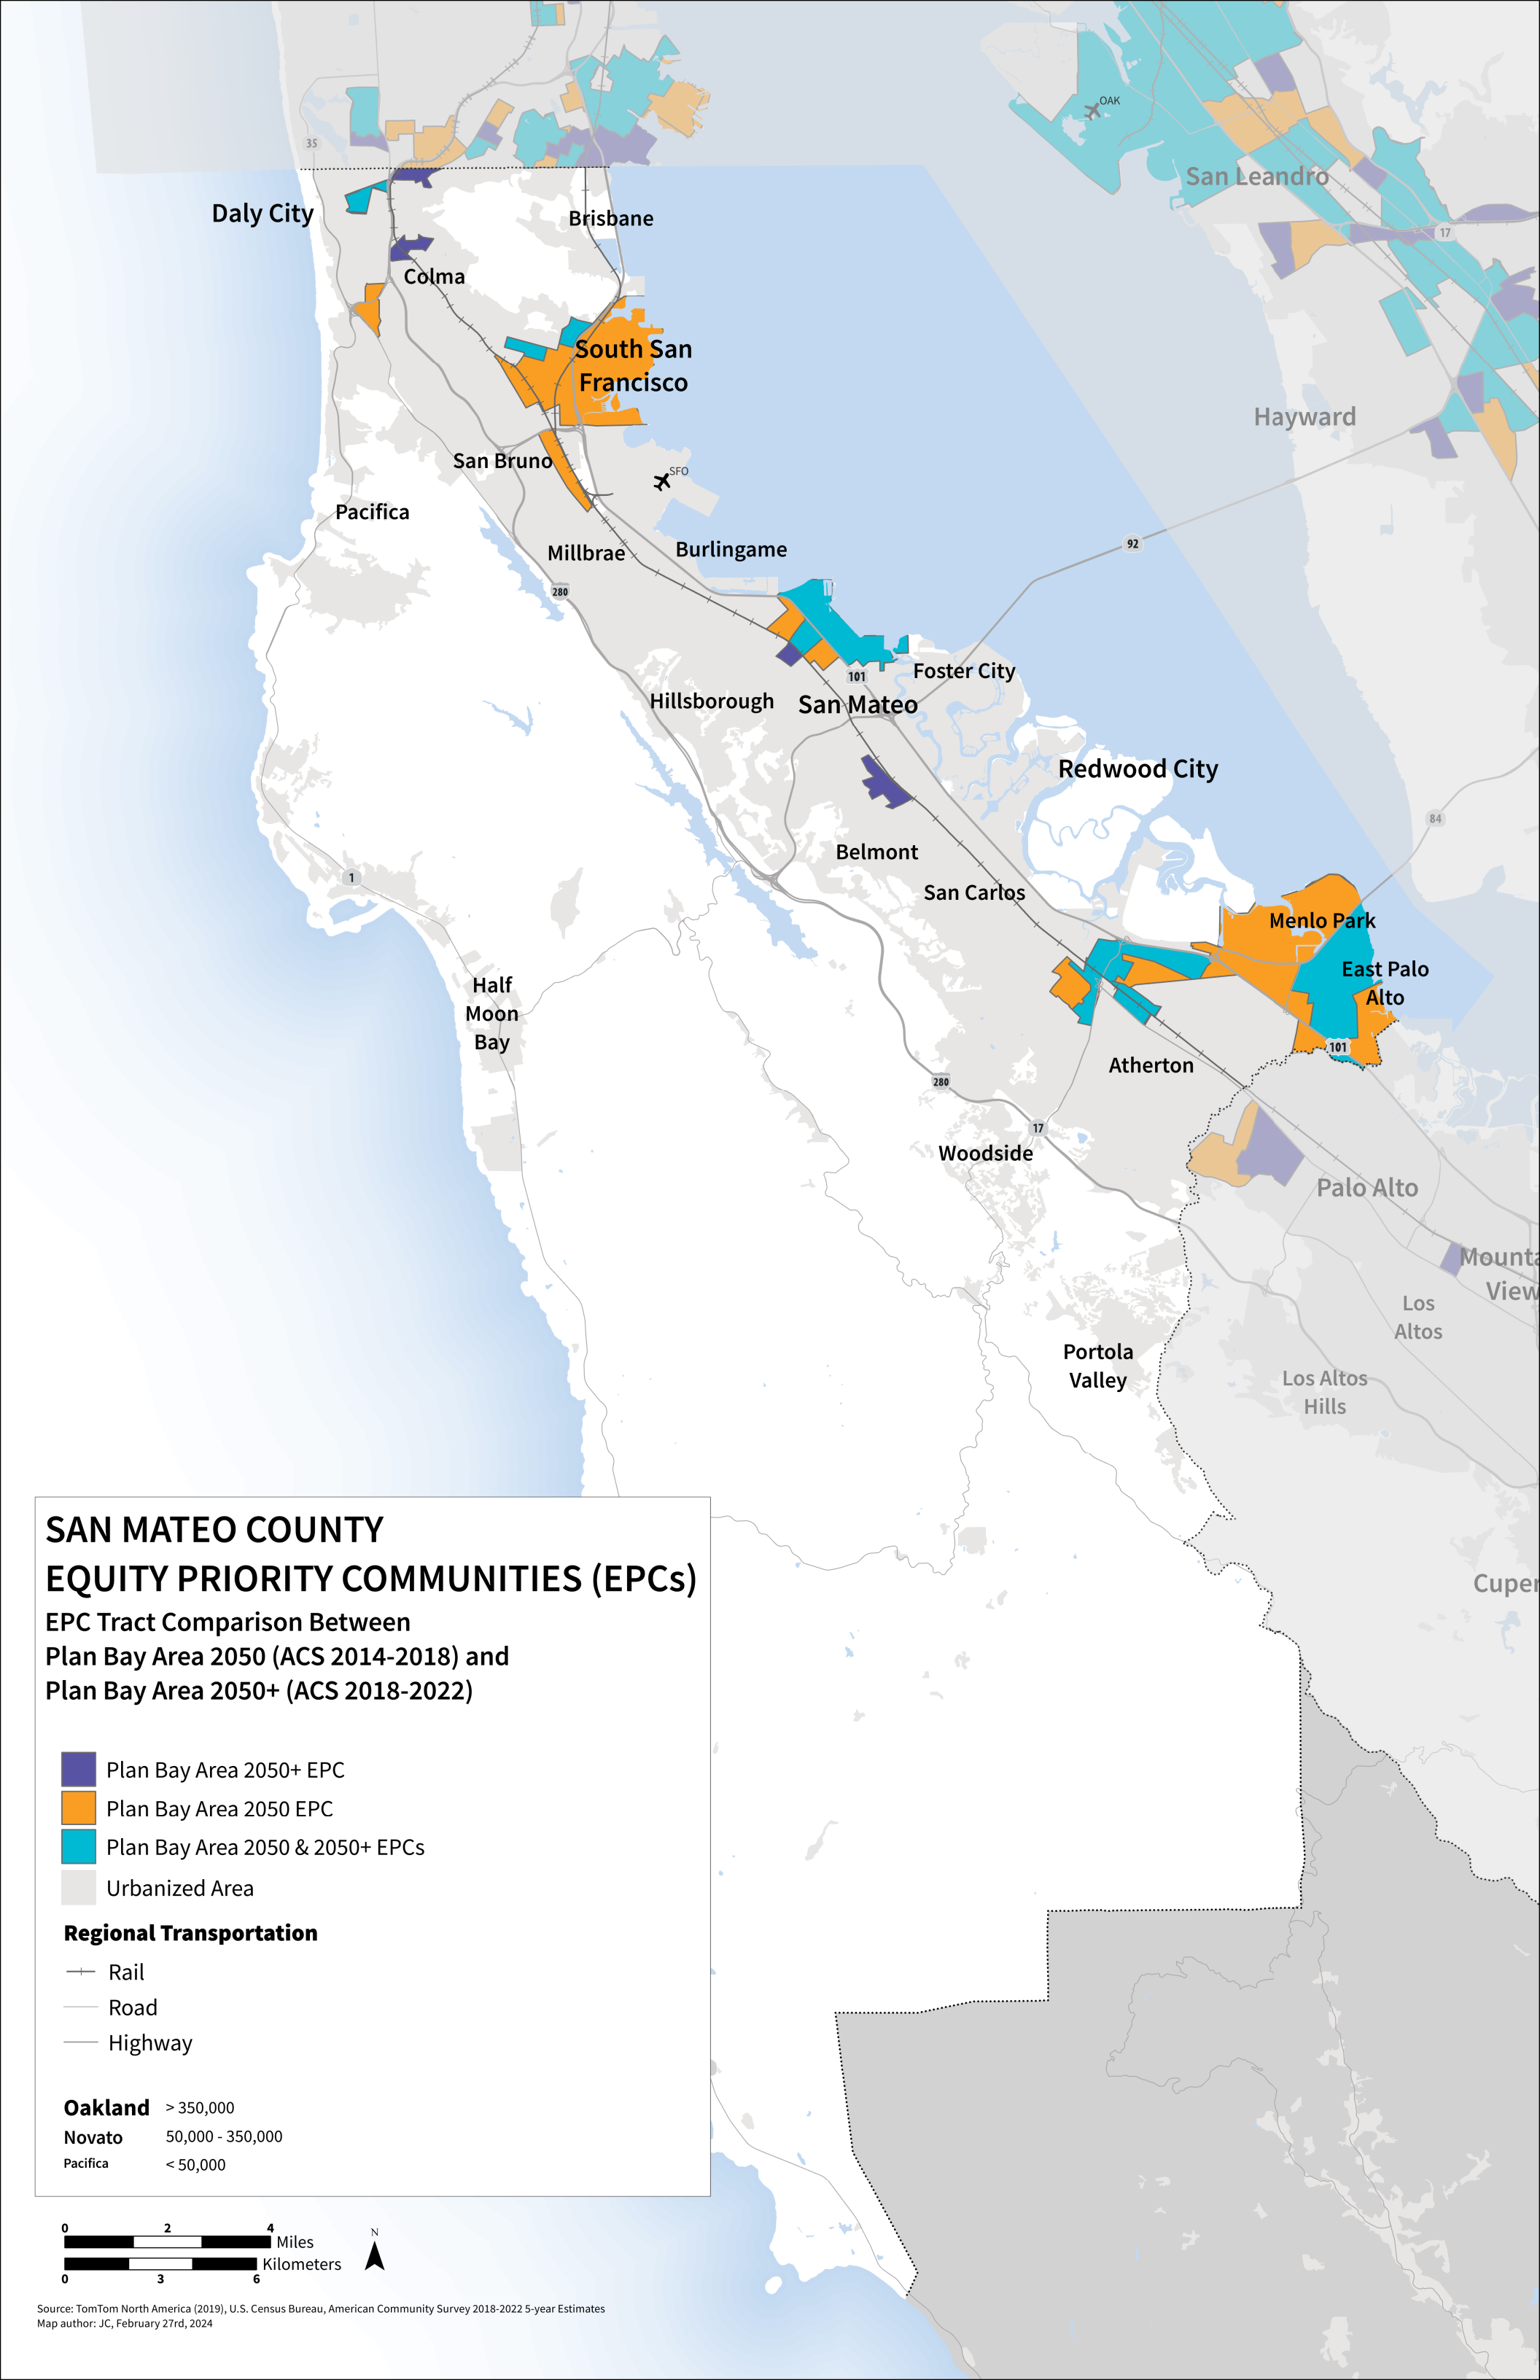 35
OAK
San Leandro
17
Daly City
Brisbane
Colma
South San
Francisco
Hayward
San Bruno
SFO
Pacifica
Millbrae
Burlingame
92
280
101
Foster City
Hillsborough
San Mateo
Redwood City
84
Belmont
1
San Carlos
Menlo Park
East Palo
Alto
Half
Moon
Bay
101
Atherton
280
17
Woodside
Palo Alto
Mounta
View
Los
Altos
Portola
Valley
Los Altos
Hills
Cuper
SAN MATEO COUNTY
EQUITY PRIORITY COMMUNITIES (EPCs)
EPC Tract Comparison Between
Plan Bay Area 2050 (ACS 2014-2018) and
Plan Bay Area 2050+ (ACS 2018-2022)
Plan Bay Area 2050+ EPC
Plan Bay Area 2050 EPC
Plan Bay Area 2050 & 2050+ EPCs
Urbanized Area
Regional Transportation
Rail
Road
Highway
Oakland > 350,000
Novato 50,000 - 350,000
Pacifica < 50,000
0 2 4
Miles
Kilometers
0 3 6
N
Source: TomTom North America (2019), U.S. Census Bureau, American Community Survey 2018-2022 5-year Estimates
Map author: JC, February 27rd, 2024